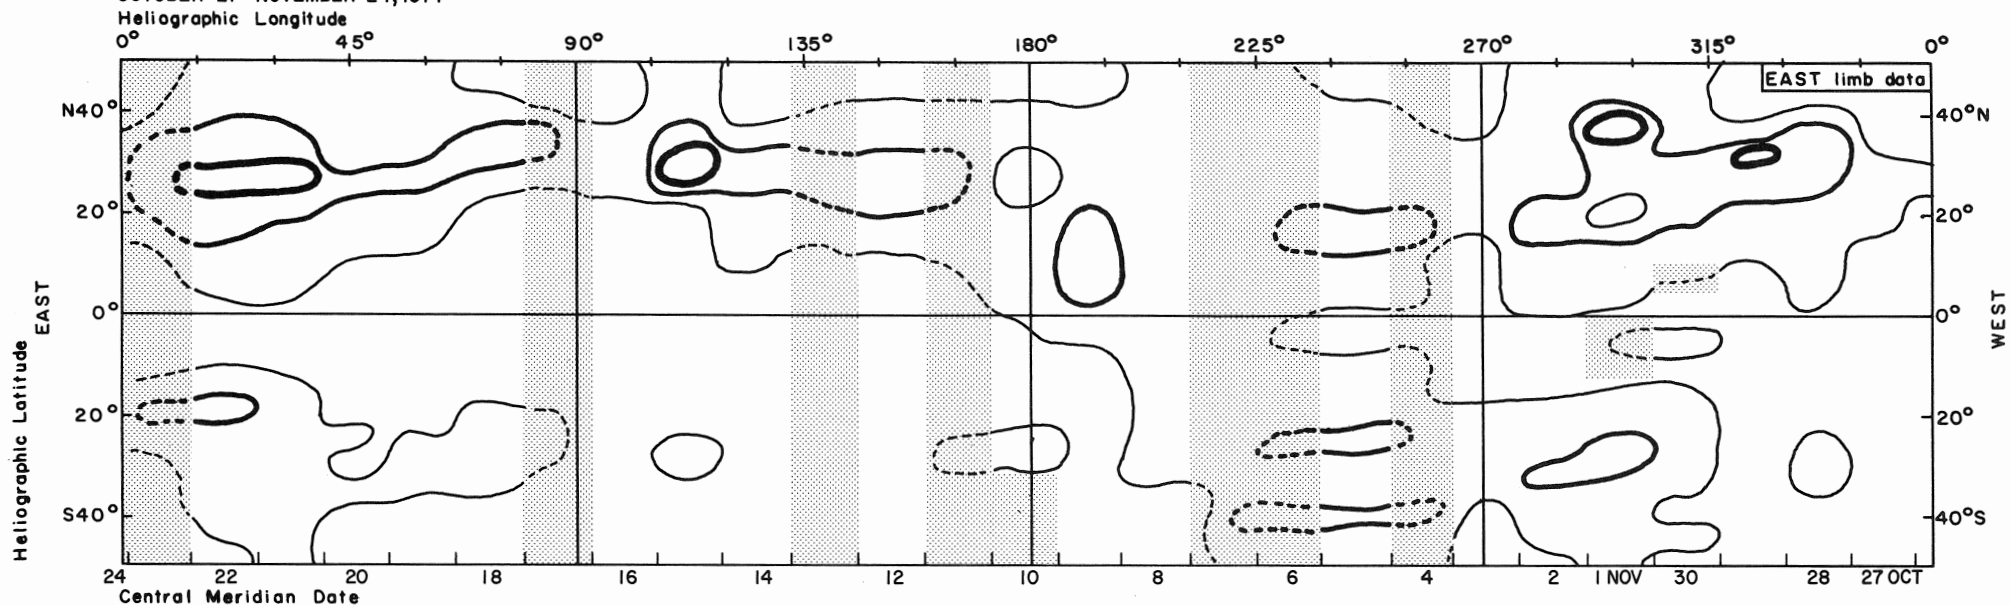 Heliographic Longitude
0° 45° 90° 135° 180° 225° 270° 315° 0°
EAST limb data
N40° 40°N
20° 20°
0° 0°
EAST WEST
20° 20°
S40° 40°S
Heliographic Latitude
24 22 20 18 16 14 12 10 8 6 4 2 1 NOV 30 28 27 OCT
Central Meridian Date